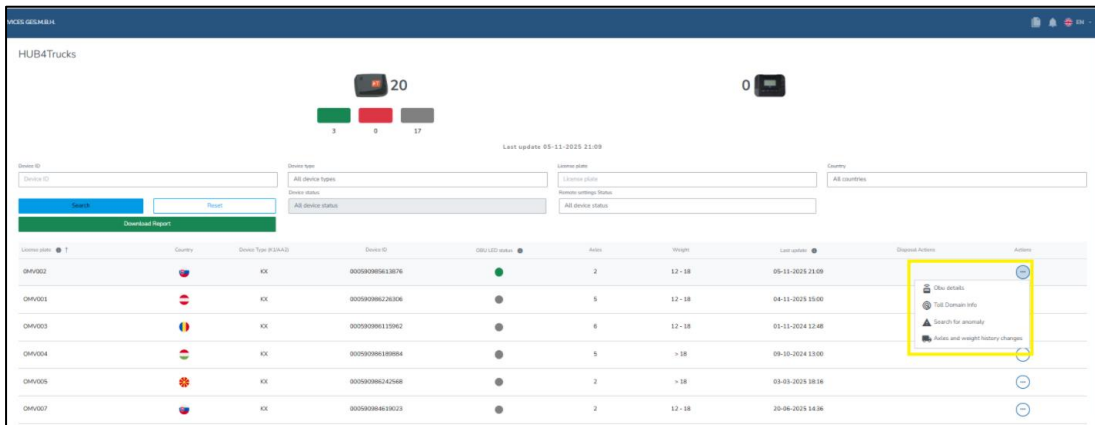 VICES GES.M.B.H.
EN
HUB4Trucks
20
0
3 0 17
Last update 05-11-2025 21:09
Device ID Device type License plate Country
Device ID All device types License plate All countries
Device status Remote settings Status
Search Reset All device status All device status
Download Report
License plate ↑ Country Device Type (KX/AA2) Device ID OBU LED status Axles Weight Last update Disposal Actions Actions
OMV002 KX 000590985613876 2 12 - 18 05-11-2025 21:09
Obu details
Toll Domain Info
OMV001 KX 000590986226306 5 12 - 18 04-11-2025 15:00
Search for anomaly
OMV003 KX 000590986115962 6 12 - 18 01-11-2024 12:48
Axles and weight history changes
OMV004 KX 000590986189884 5 > 18 09-10-2024 13:00
OMV005 KX 000590986242568 2 > 18 03-03-2025 18:16
OMV007 KX 000590984619023 2 12 - 18 20-06-2025 14:36